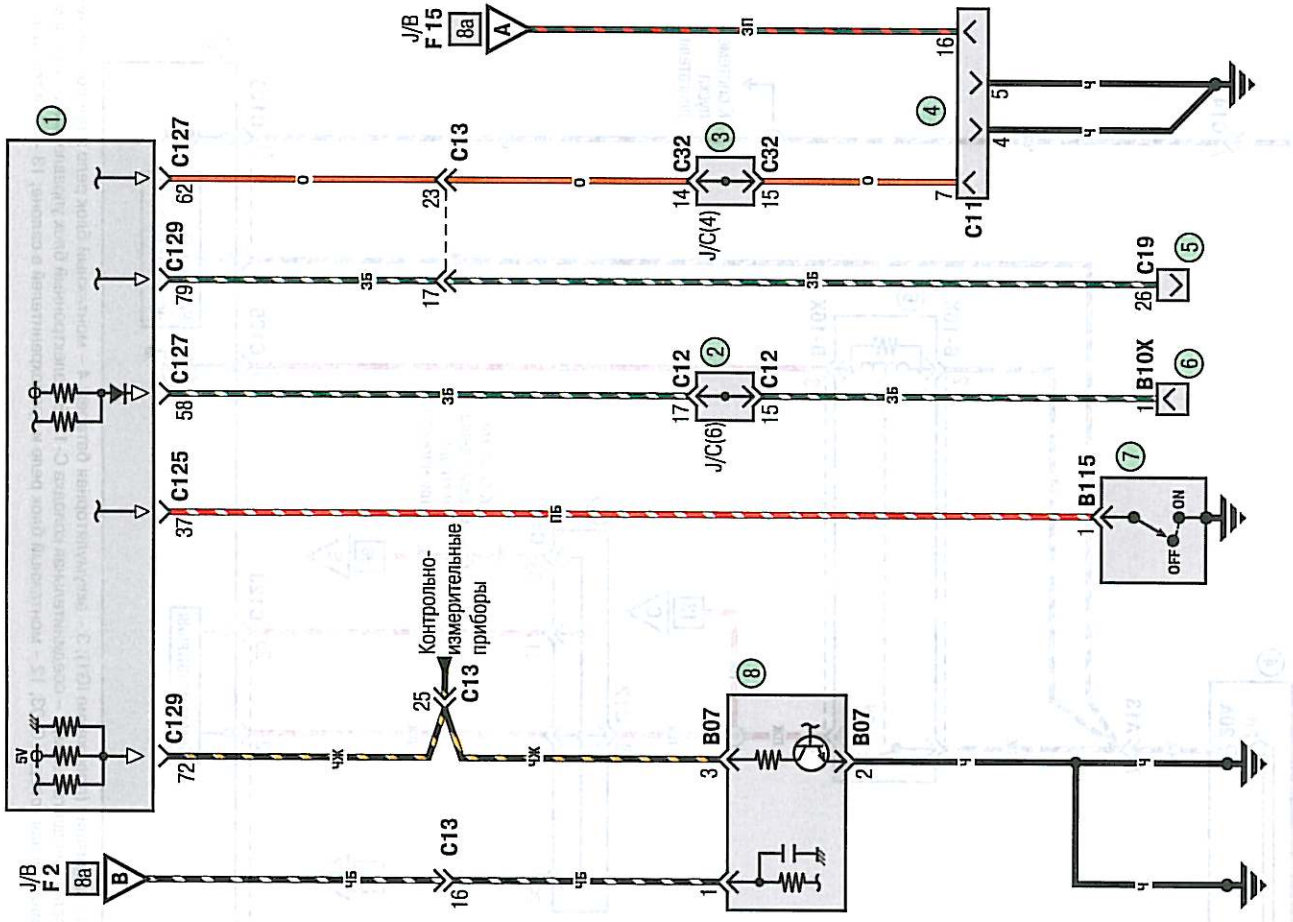 J/B
F 2
8a
B
ЧБ
16
C13
ЧБ
1
1
5V
72
C129
ЧЖ
25
C13
Контрольно-
измерительные
приборы
ЧЖ
3
B07
8
2
B07
Ч
Ч
Ч
37
C125
ПБ
1
B115
7
OFF
ON
58
C127
ЗБ
17
C12
2
J/C(6)
15
C12
ЗБ
1
B10X
6
79
C129
ЗБ
17
ЗБ
26
C19
5
62
C127
О
23
C13
О
14
C32
3
J/C(4)
15
C32
О
7
C11
4
J/B
F 15
8a
A
ЗП
16
5
4
Ч
Ч